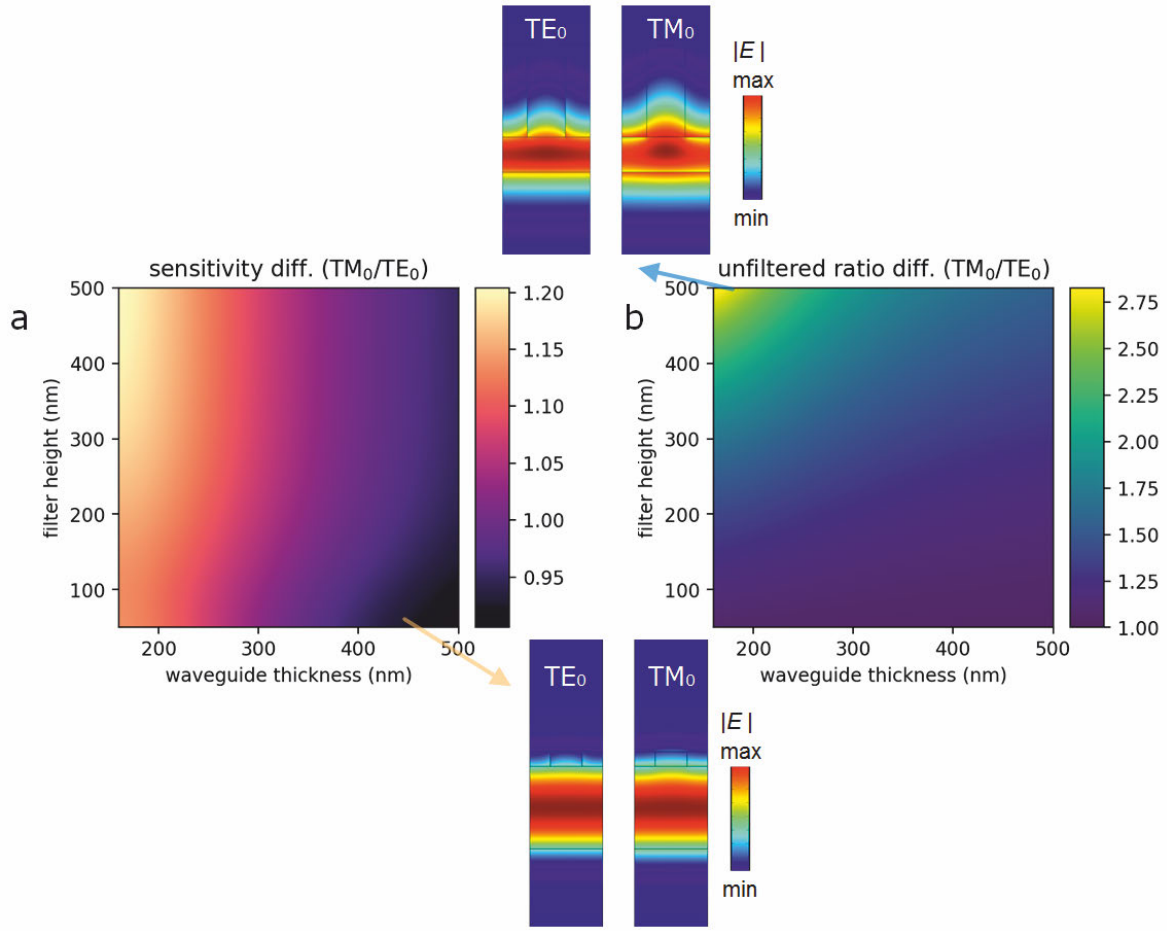 TE₀ TM₀
|E|
max
min
sensitivity diff. (TM₀/TE₀)
a
filter height (nm)
500
400
300
200
100
200 300 400 500
waveguide thickness (nm)
1.20
1.15
1.10
1.05
1.00
0.95
unfiltered ratio diff. (TM₀/TE₀)
b
filter height (nm)
500
400
300
200
100
200 300 400 500
waveguide thickness (nm)
2.75
2.50
2.25
2.00
1.75
1.50
1.25
1.00
TE₀ TM₀
|E|
max
min